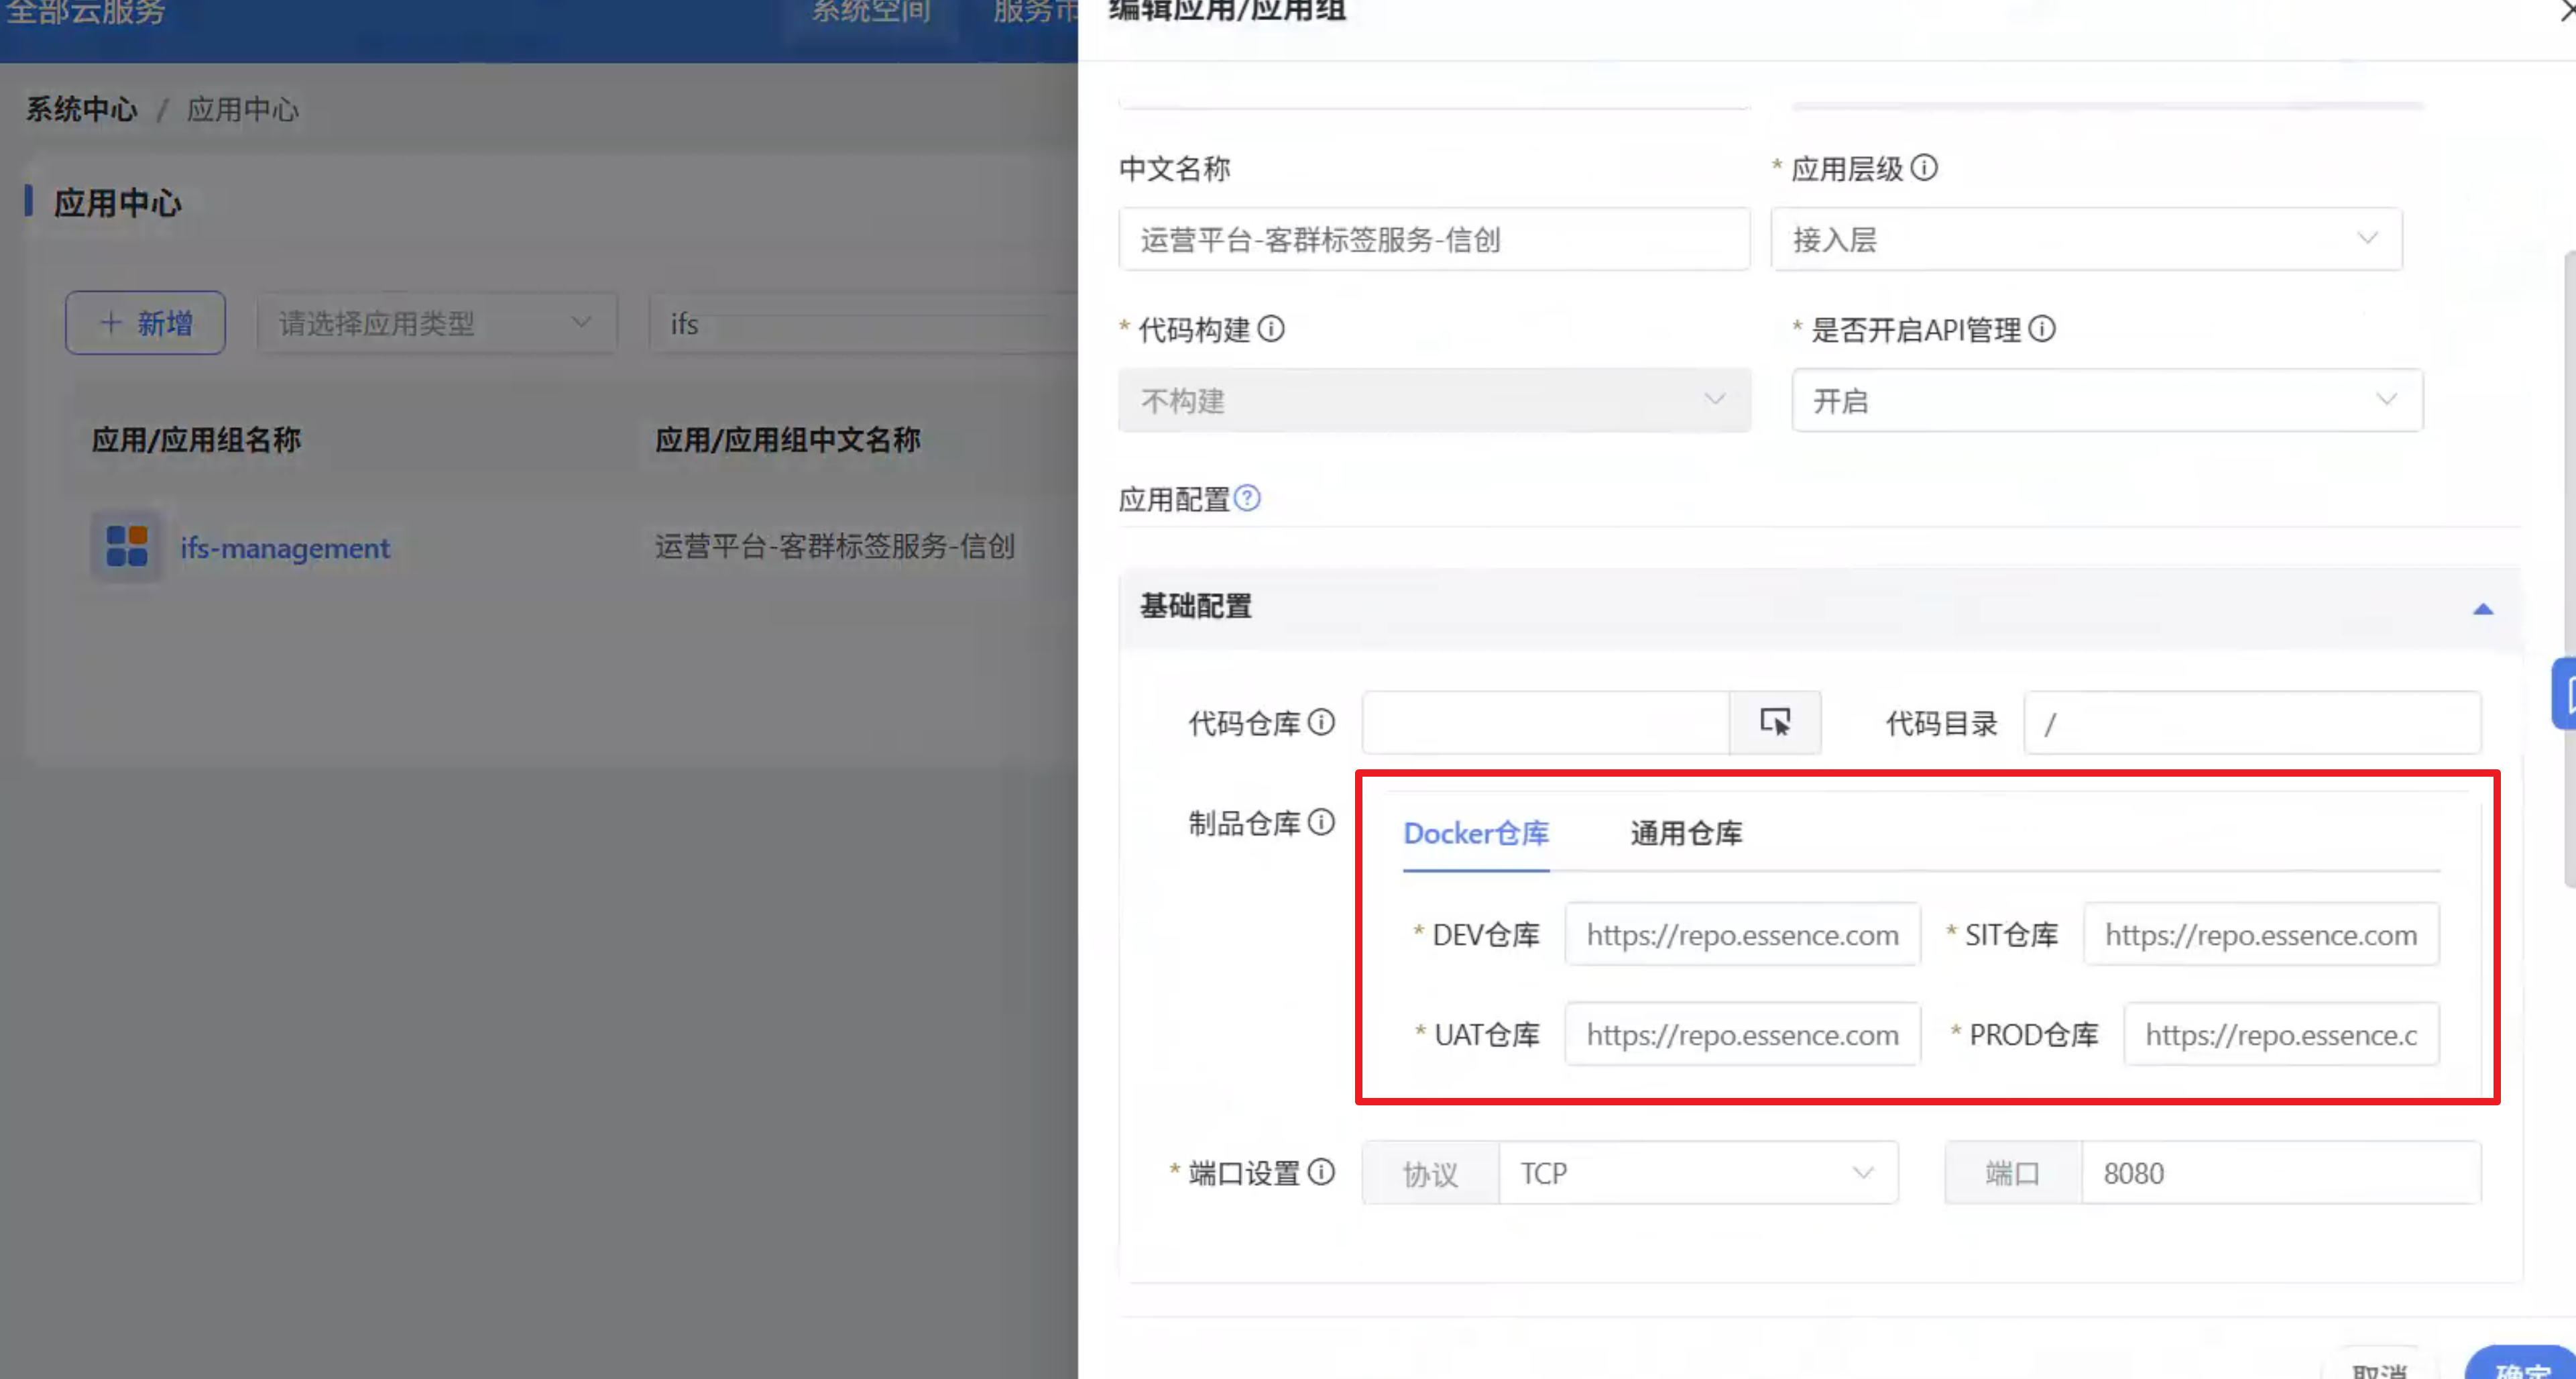 全部云服务
系统空间
服务市
系统中心 / 应用中心
应用中心
+ 新增
请选择应用类型
ifs
应用/应用组名称
应用/应用组中文名称
ifs-management
运营平台-客群标签服务-信创
编辑应用/应用组
中文名称
* 应用层级
运营平台-客群标签服务-信创
接入层
* 代码构建
* 是否开启API管理
不构建
开启
应用配置
基础配置
代码仓库
代码目录
/
制品仓库
Docker仓库
通用仓库
* DEV仓库
https://repo.essence.com
* SIT仓库
https://repo.essence.com
* UAT仓库
https://repo.essence.com
* PROD仓库
https://repo.essence.c
* 端口设置
协议
TCP
端口
8080
取消
确定